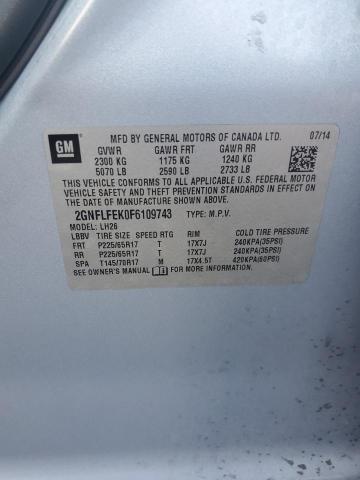 GM
MFD BY GENERAL MOTORS OF CANADA LTD. 07/14
GVWR GAWR FRT GAWR RR
2300 KG 1175 KG 1240 KG
5070 LB 2590 LB 2733 LB
THIS VEHICLE CONFORMS TO ALL APPLICABLE U.S. FEDERAL MOTOR
VEHICLE SAFETY AND THEFT PREVENTION STANDARDS IN EFFECT ON
THE DATE OF MANUFACTURE SHOWN ABOVE.
2GNFLFEK0F6109743 TYPE: M.P.V.
MODEL: LH26
LBBV TIRE SIZE SPEED RTG RIM COLD TIRE PRESSURE
FRT P225/65R17 T 17X7J 240KPA(35PSI)
RR P225/65R17 T 17X7J 240KPA(35PSI)
SPA T145/70R17 M 17X4.5T 420KPA(60PSI)
SEE OWNER'S MANUAL FOR ADDITIONAL INFORMATION